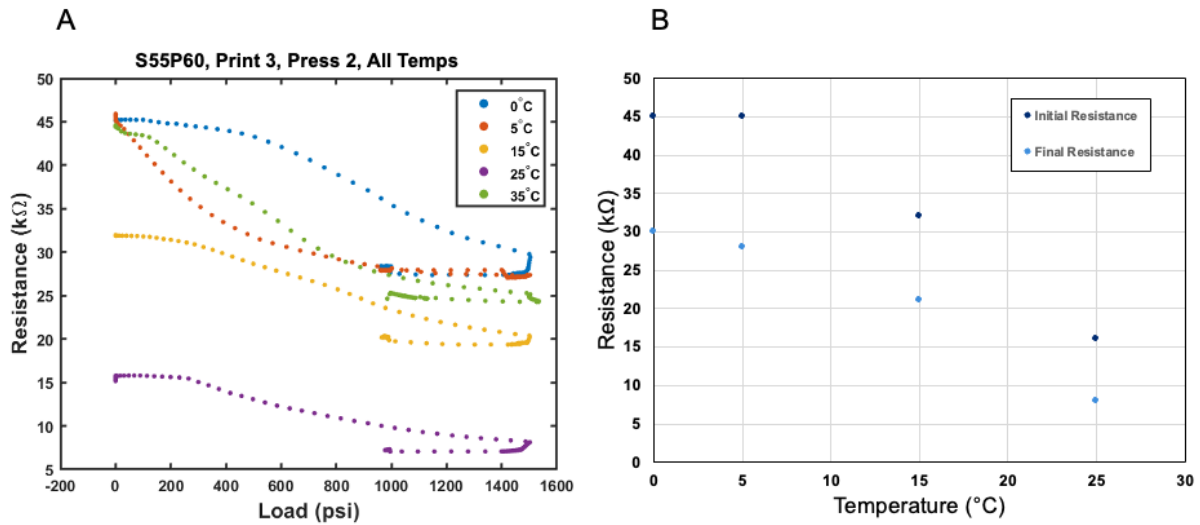 A
S55P60, Print 3, Press 2, All Temps
50
45
40
35
30
25
20
15
10
5
-200 0 200 400 600 800 1000 1200 1400 1600
Resistance (kΩ)
Load (psi)
0°C
5°C
15°C
25°C
35°C
B
50
45
40
35
30
25
20
15
10
5
0
0 5 10 15 20 25 30
Resistance (kΩ)
Temperature (°C)
Initial Resistance
Final Resistance